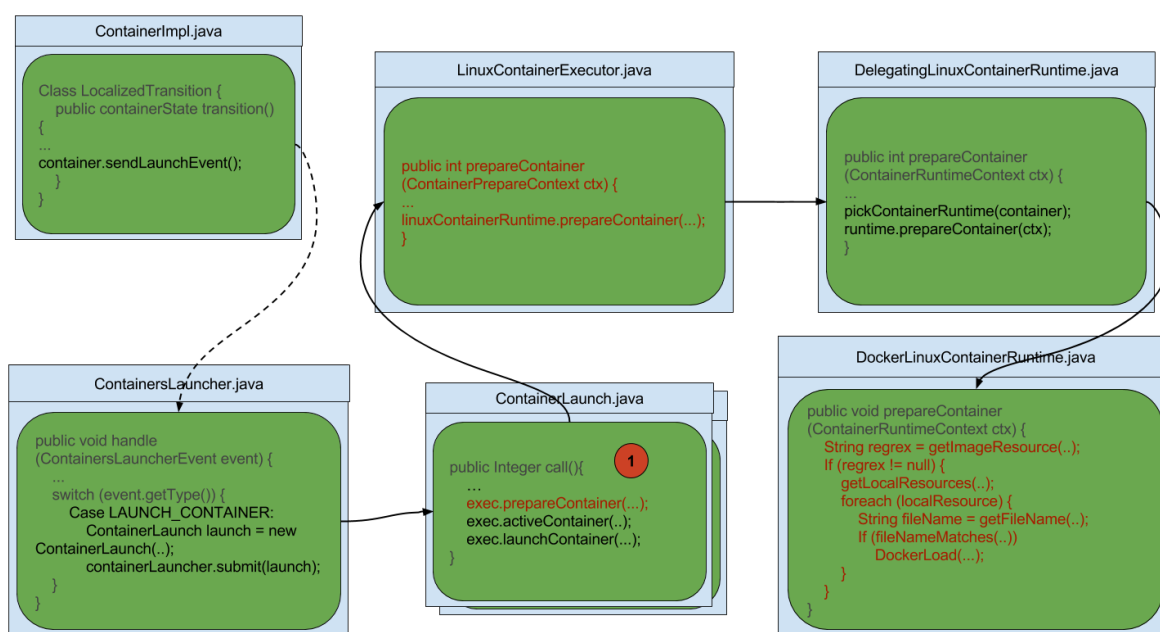 ContainerImpl.java
Class LocalizedTransition {
public containerState transition()
{
...
container.sendLaunchEvent();
}
}
LinuxContainerExecutor.java
public int prepareContainer
(ContainerPrepareContext ctx) {
...
linuxContainerRuntime.prepareContainer(...);
}
DelegatingLinuxContainerRuntime.java
public int prepareContainer
(ContainerRuntimeContext ctx) {
...
pickContainerRuntime(container);
runtime.prepareContainer(ctx);
}
ContainersLauncher.java
public void handle
(ContainersLauncherEvent event) {
...
switch (event.getType()) {
Case LAUNCH_CONTAINER:
ContainerLaunch launch = new
ContainerLaunch(..);
containerLauncher.submit(launch);
}
}
ContainerLaunch.java
1
public Integer call(){
...
exec.prepareContainer(...);
exec.activeContainer(..);
exec.launchContainer(...);
}
DockerLinuxContainerRuntime.java
public void prepareContainer
(ContainerRuntimeContext ctx) {
String regrex = getImageResource(..);
If (regrex != null) {
getLocalResources(..);
foreach (localResource) {
String fileName = getFileName(..);
If (fileNameMatches(..))
DockerLoad(...);
}
}
}